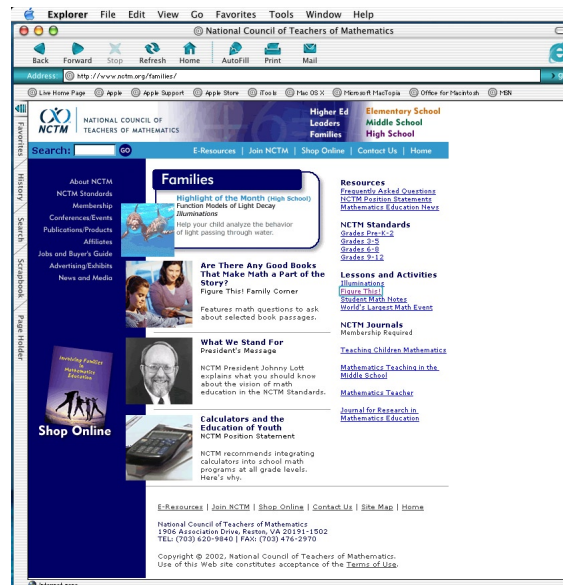 Explorer File Edit View Go Favorites Tools Window Help
National Council of Teachers of Mathematics
Back Forward Stop Refresh Home AutoFill Print Mail
Address: http://www.nctm.org/families/
Live Home Page Apple Apple Support Apple Store iTools Mac OS X Microsoft MacTopia Office for Macintosh MSN
Favorites
History
Search
Scrapbook
Page Holder
NCTM
NATIONAL COUNCIL OF
TEACHERS OF MATHEMATICS
Higher Ed
Leaders
Families
Elementary School
Middle School
High School
Search: GO
E-Resources | Join NCTM | Shop Online | Contact Us | Home
About NCTM
NCTM Standards
Membership
Conferences/Events
Publications/Products
Affiliates
Jobs and Buyer's Guide
Advertising/Exhibits
News and Media
Involving Families
in
Mathematics
Education
Shop Online
Families
Highlight of the Month (High School)
Function Models of Light Decay
Illuminations
Help your child analyze the behavior
of light passing through water.
Are There Any Good Books
That Make Math a Part of the
Story?
Figure This! Family Corner
Features math questions to ask
about selected book passages.
What We Stand For
President's Message
NCTM President Johnny Lott
explains what you should know
about the vision of math
education in the NCTM Standards.
Calculators and the
Education of Youth
NCTM Position Statement
NCTM recommends integrating
calculators into school math
programs at all grade levels.
Here's why.
Resources
Frequently Asked Questions
NCTM Position Statements
Mathematics Education News
NCTM Standards
Grades Pre-K-2
Grades 3-5
Grades 6-8
Grades 9-12
Lessons and Activities
Illuminations
Figure This!
Student Math Notes
World's Largest Math Event
NCTM Journals
Membership Required
Teaching Children Mathematics
Mathematics Teaching in the
Middle School
Mathematics Teacher
Journal for Research in
Mathematics Education
E-Resources | Join NCTM | Shop Online | Contact Us | Site Map | Home
National Council of Teachers of Mathematics
1906 Association Drive, Reston, VA 20191-1502
TEL: (703) 620-9840 | FAX: (703) 476-2970
Copyright © 2002, National Council of Teachers of Mathematics.
Use of this Web site constitutes acceptance of the Terms of Use.